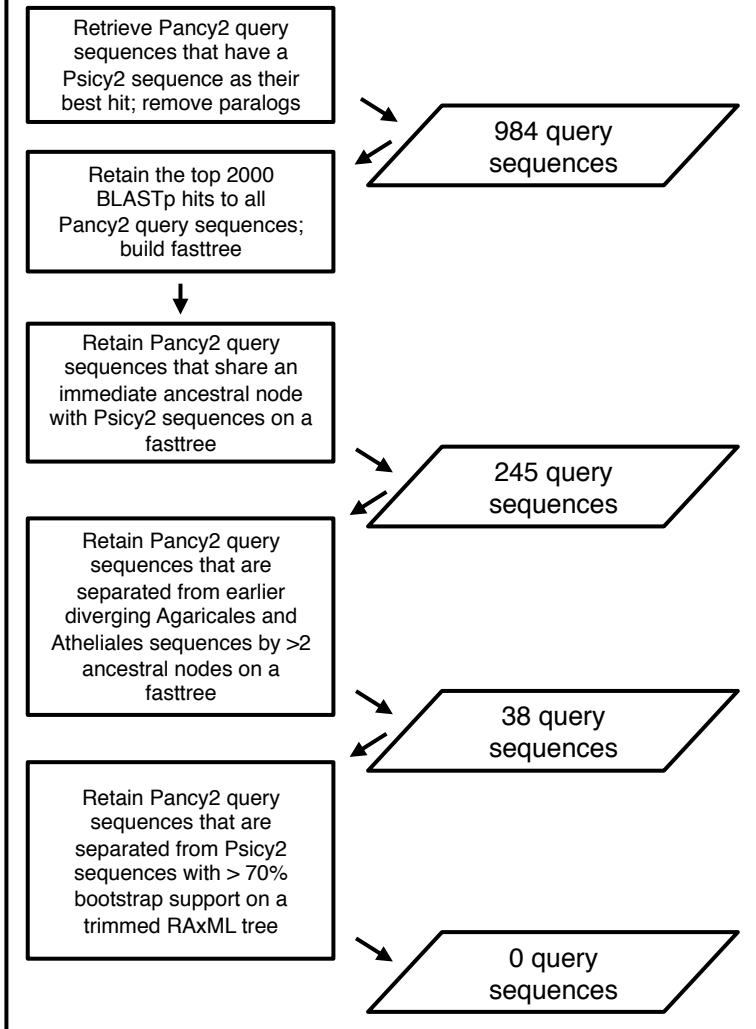 Retrieve Pancy2 query
sequences that have a
Psicy2 sequence as their
best hit; remove paralogs
984 query
sequences
Retain the top 2000
BLASTp hits to all
Pancy2 query sequences;
build fasttree
Retain Pancy2 query
sequences that share an
immediate ancestral node
with Psicy2 sequences on a
fasttree
245 query
sequences
Retain Pancy2 query
sequences that are
separated from earlier
diverging Agaricales and
Atheliales sequences by >2
ancestral nodes on a
fasttree
38 query
sequences
Retain Pancy2 query
sequences that are
separated from Psicy2
sequences with > 70%
bootstrap support on a
trimmed RAxML tree
0 query
sequences